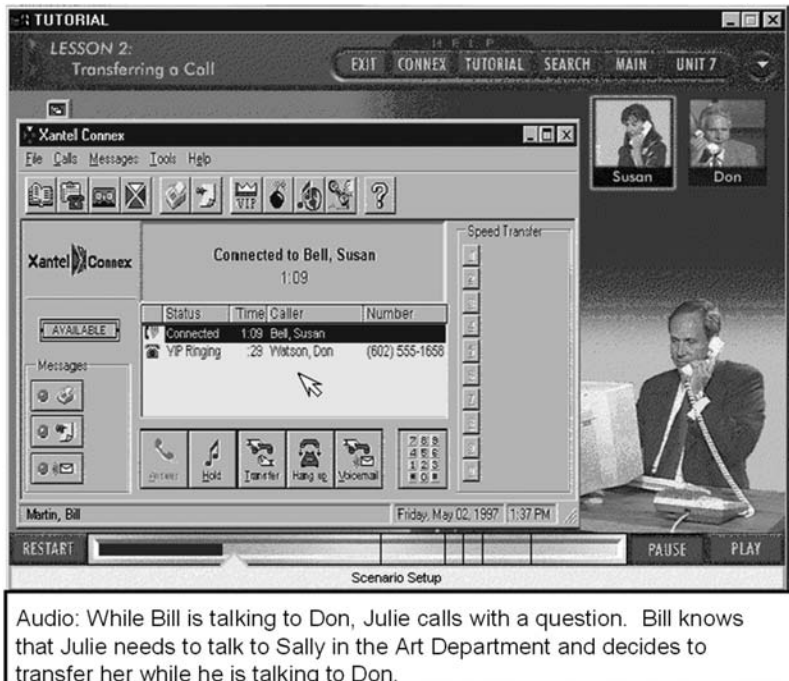 TUTORIAL
LESSON 2:
Transferring a Call
HELP
EXIT CONNEX TUTORIAL SEARCH MAIN UNIT 7
Xantel Connex
File Calls Messages Tools Help
VIP
Susan
Don
Xantel Connex
Connected to Bell, Susan
1:09
Speed Transfer
AVAILABLE
Status Time Caller Number
Connected 1:09 Bell, Susan
VIP Ringing :29 Watson, Don (602) 555-1658
Messages
Answer Hold Transfer Hang up Voicemail
7 8 9
4 5 6
1 2 3
* 0 #
Martin, Bill
Friday, May 02, 1997 1:37 PM
RESTART
PAUSE PLAY
Scenario Setup
Audio: While Bill is talking to Don, Julie calls with a question. Bill knows
that Julie needs to talk to Sally in the Art Department and decides to
transfer her while he is talking to Don.